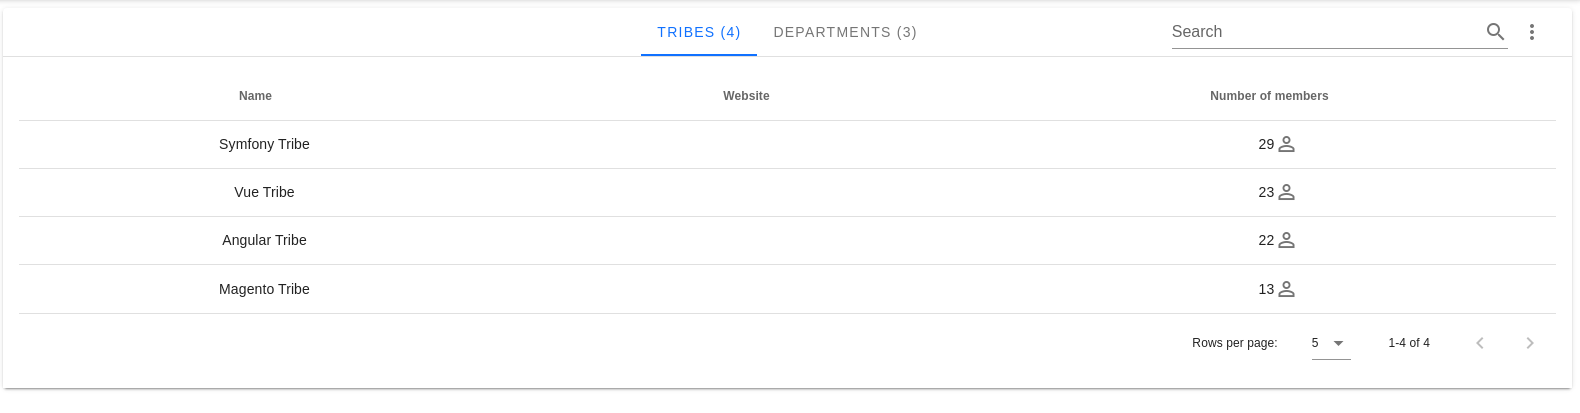 TRIBES (4) DEPARTMENTS (3) Search
Name Website Number of members
Symfony Tribe 29
Vue Tribe 23
Angular Tribe 22
Magento Tribe 13
Rows per page: 5 1-4 of 4